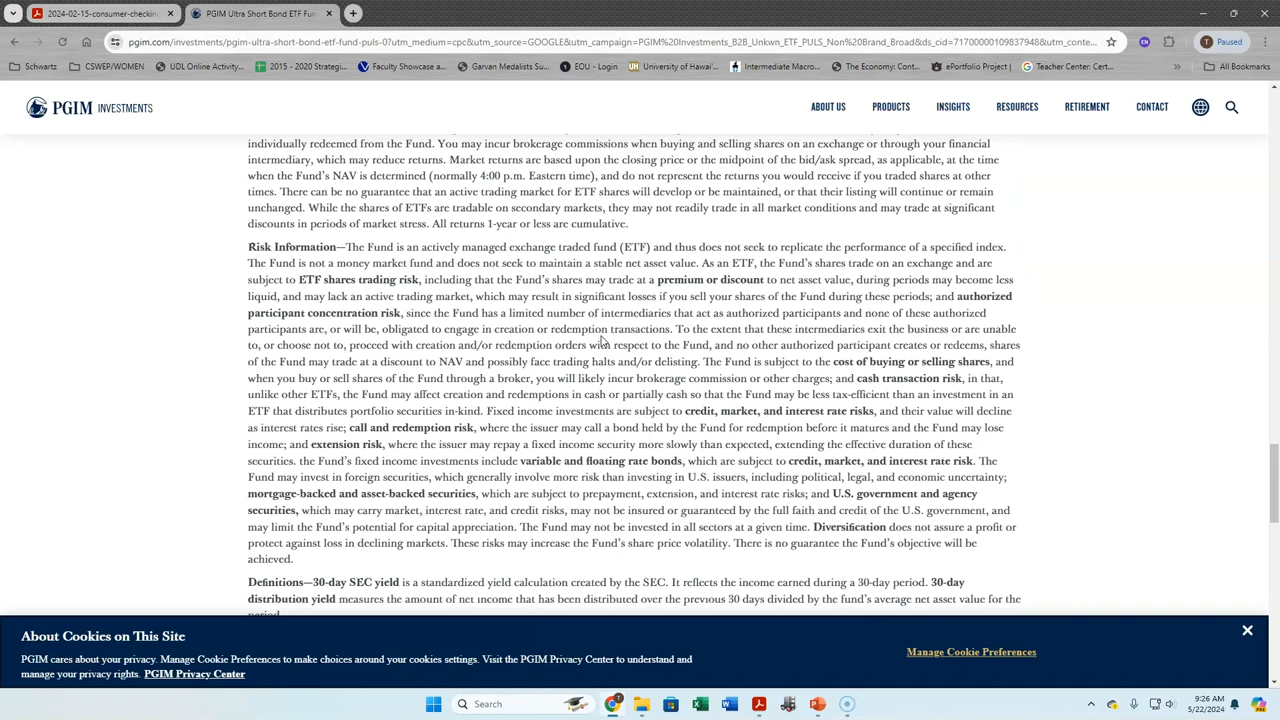 2024-02-15-consumer-checkin
PGIM Ultra Short Bond ETF Fun
pgim.com/investments/pgim-ultra-short-bond-etf-fund-puls-0?utm_medium=cpc&utm_source=GOOGLE&utm_campaign=PGIM%20Investments_B2B_Unkwn_ETF_PULS_Non%20Brand_Broad&ds_cid=71700000109837948&utm_conte...
T Paused
Schwartz
CSWEP/WOMEN
UDL Online Activity...
2015 - 2020 Strategi...
Faculty Showcase a...
Garvan Medallists Su...
EOU - Login
University of Hawai'...
Intermediate Macro...
The Economy: Cont...
ePortfolio Project |
Teacher Center: Cert...
All Bookmarks
PGIM INVESTMENTS
ABOUT US
PRODUCTS
INSIGHTS
RESOURCES
RETIREMENT
CONTACT
individually redeemed from the Fund. You may incur brokerage commissions when buying and selling shares on an exchange or through your financial
intermediary, which may reduce returns. Market returns are based upon the closing price or the midpoint of the bid/ask spread, as applicable, at the time
when the Fund's NAV is determined (normally 4:00 p.m. Eastern time), and do not represent the returns you would receive if you traded shares at other
times. There can be no guarantee that an active trading market for ETF shares will develop or be maintained, or that their listing will continue or remain
unchanged. While the shares of ETFs are tradable on secondary markets, they may not readily trade in all market conditions and may trade at significant
discounts in periods of market stress. All returns 1-year or less are cumulative.
Risk Information—The Fund is an actively managed exchange traded fund (ETF) and thus does not seek to replicate the performance of a specified index.
The Fund is not a money market fund and does not seek to maintain a stable net asset value. As an ETF, the Fund's shares trade on an exchange and are
subject to ETF shares trading risk, including that the Fund's shares may trade at a premium or discount to net asset value, during periods may become less
liquid, and may lack an active trading market, which may result in significant losses if you sell your shares of the Fund during these periods; and authorized
participant concentration risk, since the Fund has a limited number of intermediaries that act as authorized participants and none of these authorized
participants are, or will be, obligated to engage in creation or redemption transactions. To the extent that these intermediaries exit the business or are unable
to, or choose not to, proceed with creation and/or redemption orders with respect to the Fund, and no other authorized participant creates or redeems, shares
of the Fund may trade at a discount to NAV and possibly face trading halts and/or delisting. The Fund is subject to the cost of buying or selling shares, and
when you buy or sell shares of the Fund through a broker, you will likely incur brokerage commission or other charges; and cash transaction risk, in that,
unlike other ETFs, the Fund may affect creation and redemptions in cash or partially cash so that the Fund may be less tax-efficient than an investment in an
ETF that distributes portfolio securities in-kind. Fixed income investments are subject to credit, market, and interest rate risks, and their value will decline
as interest rates rise; call and redemption risk, where the issuer may call a bond held by the Fund for redemption before it matures and the Fund may lose
income; and extension risk, where the issuer may repay a fixed income security more slowly than expected, extending the effective duration of these
securities. the Fund's fixed income investments include variable and floating rate bonds, which are subject to credit, market, and interest rate risk. The
Fund may invest in foreign securities, which generally involve more risk than investing in U.S. issuers, including political, legal, and economic uncertainty;
mortgage-backed and asset-backed securities, which are subject to prepayment, extension, and interest rate risks; and U.S. government and agency
securities, which may carry market, interest rate, and credit risks, may not be insured or guaranteed by the full faith and credit of the U.S. government, and
may limit the Fund's potential for capital appreciation. The Fund may not be invested in all sectors at a given time. Diversification does not assure a profit or
protect against loss in declining markets. These risks may increase the Fund's share price volatility. There is no guarantee the Fund's objective will be
achieved.
Definitions—30-day SEC yield is a standardized yield calculation created by the SEC. It reflects the income earned during a 30-day period. 30-day
distribution yield measures the amount of net income that has been distributed over the previous 30 days divided by the fund's average net asset value for the
period.
About Cookies on This Site
PGIM cares about your privacy. Manage Cookie Preferences to make choices around your cookies settings. Visit the PGIM Privacy Center to understand and
manage your privacy rights. PGIM Privacy Center
Manage Cookie Preferences
Search
9:26 AM
5/22/2024